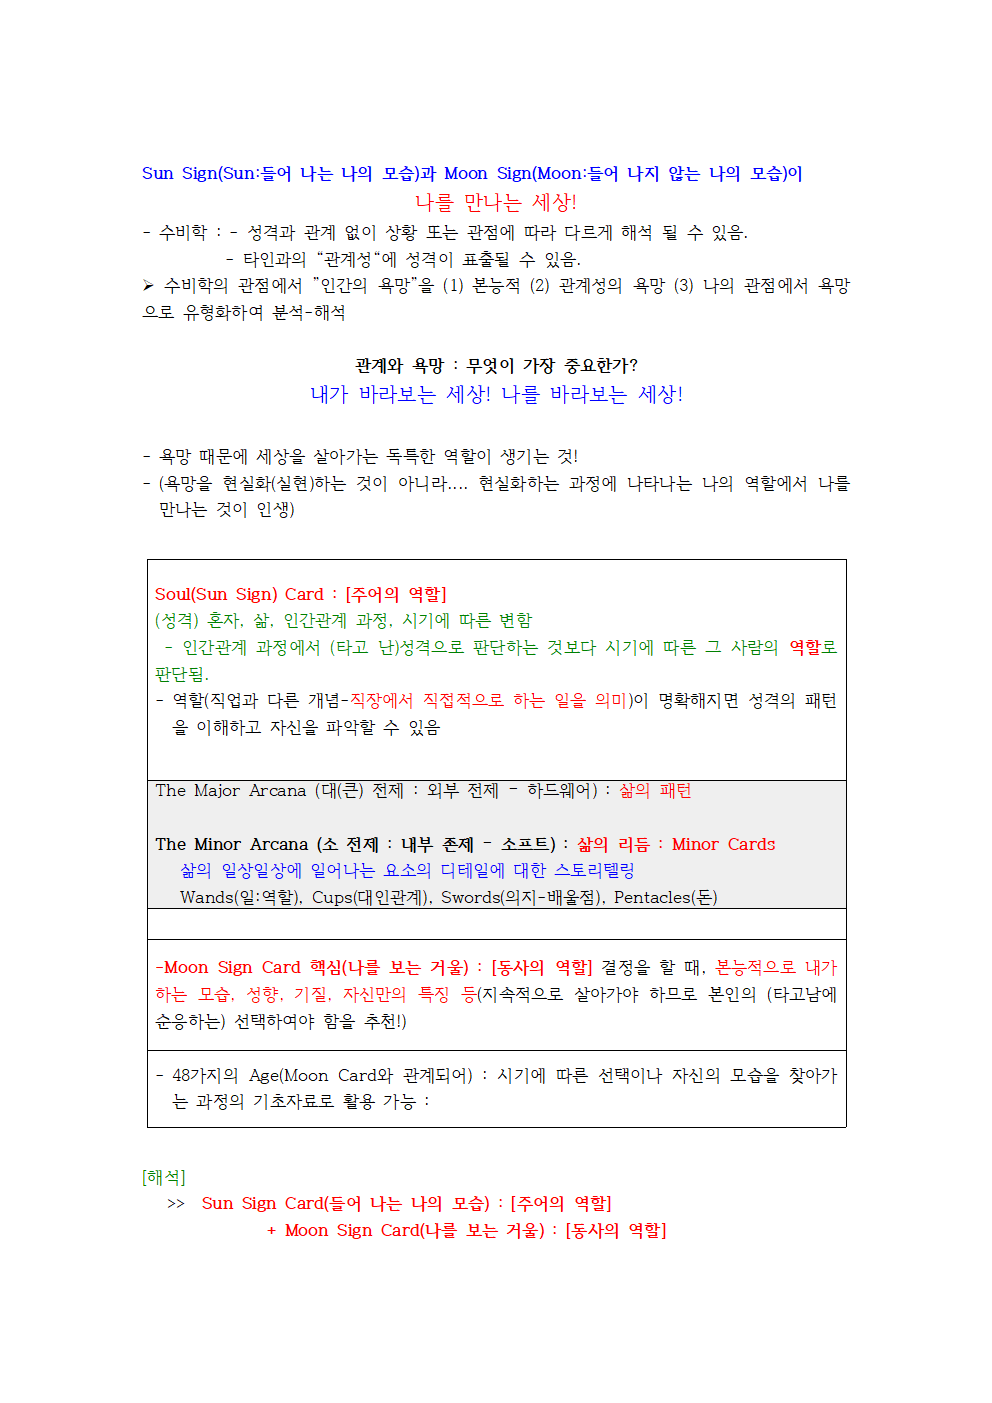 Sun Sign(Sun:들어 나는 나의 모습)과 Moon Sign(Moon:들어 나지 않는 나의 모습)이
나를 만나는 세상!
- 수비학 : - 성격과 관계 없이 상황 또는 관점에 따라 다르게 해석 될 수 있음.
- 타인과의 “관계성“에 성격이 표출될 수 있음.
➢ 수비학의 관점에서 ”인간의 욕망”을 (1) 본능적 (2) 관계성의 욕망 (3) 나의 관점에서 욕망
으로 유형화하여 분석-해석
관계와 욕망 : 무엇이 가장 중요한가?
내가 바라보는 세상! 나를 바라보는 세상!
- 욕망 때문에 세상을 살아가는 독특한 역할이 생기는 것!
- (욕망을 현실화(실현)하는 것이 아니라.... 현실화하는 과정에 나타나는 나의 역할에서 나를
만나는 것이 인생)
Soul(Sun Sign) Card : [주어의 역할]
(성격) 혼자, 삶, 인간관계 과정, 시기에 따른 변함
- 인간관계 과정에서 (타고 난)성격으로 판단하는 것보다 시기에 따른 그 사람의 역할로
판단됨.
- 역할(직업과 다른 개념-직장에서 직접적으로 하는 일을 의미)이 명확해지면 성격의 패턴
을 이해하고 자신을 파악할 수 있음
The Major Arcana (대(큰) 전제 : 외부 전제 - 하드웨어) : 삶의 패턴
The Minor Arcana (소 전제 : 내부 존제 - 소프트) : 삶의 리듬 : Minor Cards
삶의 일상일상에 일어나는 요소의 디테일에 대한 스토리텔링
Wands(일:역할), Cups(대인관계), Swords(의지-배울점), Pentacles(돈)
-Moon Sign Card 핵심(나를 보는 거울) : [동사의 역할] 결정을 할 때, 본능적으로 내가
하는 모습, 성향, 기질, 자신만의 특징 등(지속적으로 살아가야 하므로 본인의 (타고남에
순응하는) 선택하여야 함을 추천!)
- 48가지의 Age(Moon Card와 관계되어) : 시기에 따른 선택이나 자신의 모습을 찾아가
는 과정의 기초자료로 활용 가능 :
[해석]
>> Sun Sign Card(들어 나는 나의 모습) : [주어의 역할]
+ Moon Sign Card(나를 보는 거울) : [동사의 역할]